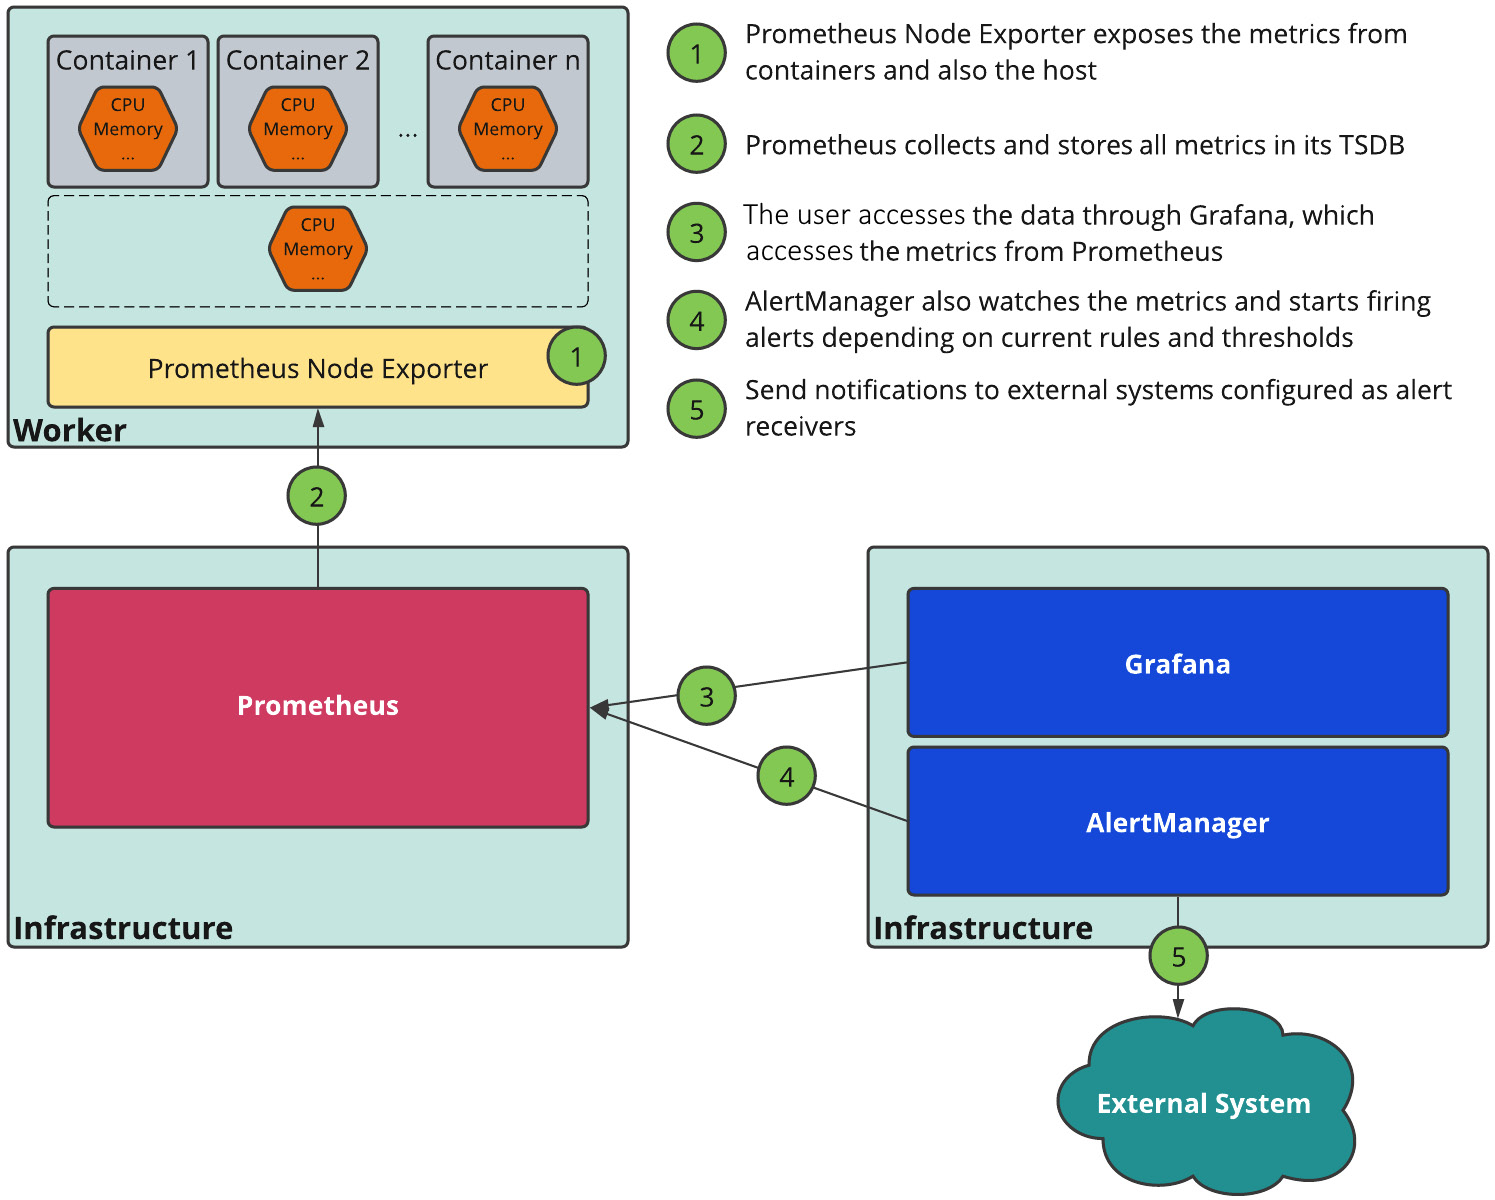 Container 1
CPU
Memory
...
Container 2
CPU
Memory
...
...
Container n
CPU
Memory
...
CPU
Memory
...
Prometheus Node Exporter
1
Worker
1
Prometheus Node Exporter exposes the metrics from
containers and also the host
2
Prometheus collects and stores all metrics in its TSDB
3
The user accesses the data through Grafana, which
accesses the metrics from Prometheus
4
AlertManager also watches the metrics and starts firing
alerts depending on current rules and thresholds
5
Send notifications to external systems configured as alert
receivers
2
Prometheus
Infrastructure
3
4
Grafana
AlertManager
Infrastructure
5
External System